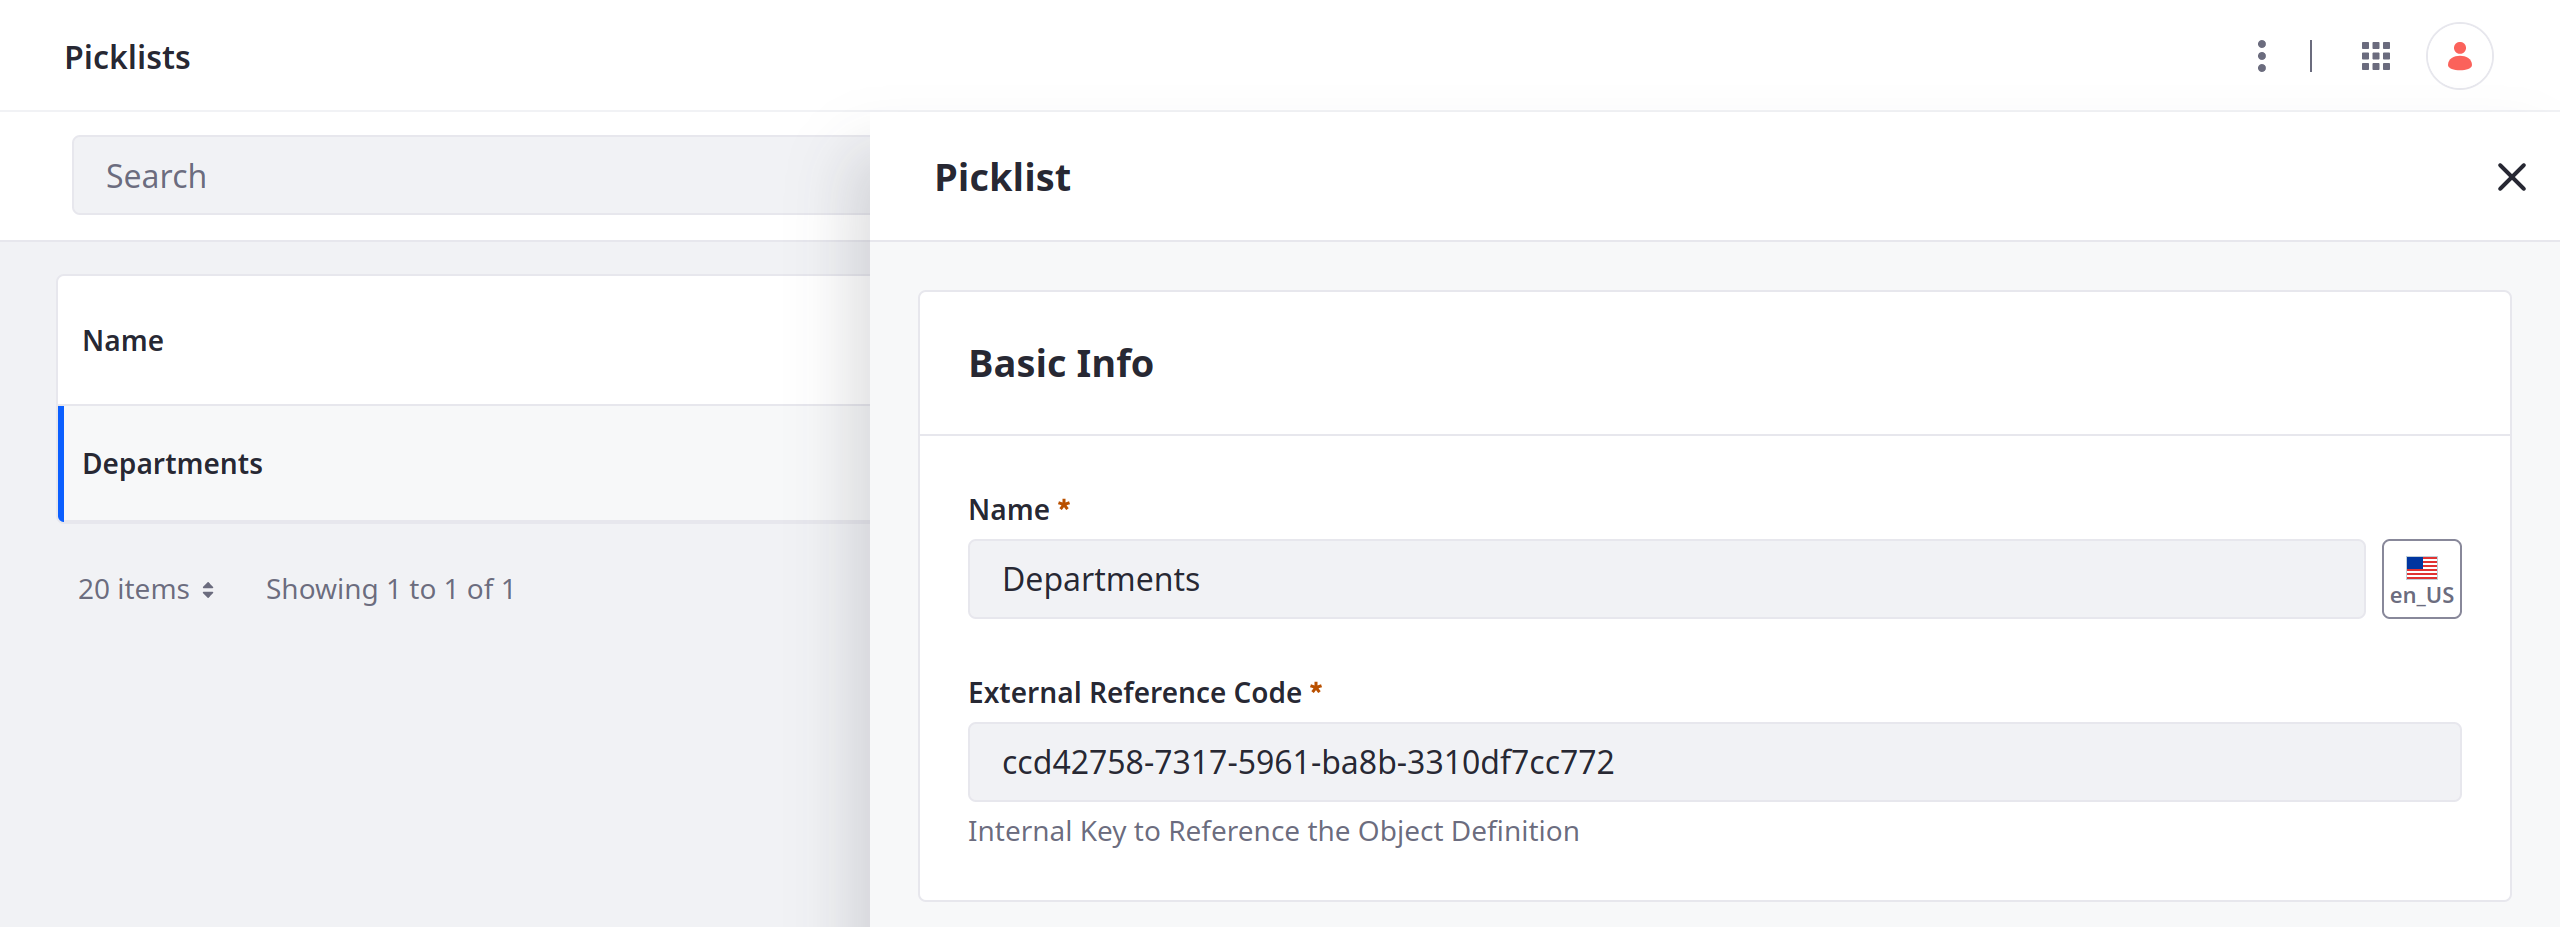 Picklists
Search
Name
Departments
20 items
Showing 1 to 1 of 1
Picklist
Basic Info
Name *
Departments
en_US
External Reference Code *
ccd42758-7317-5961-ba8b-3310df7cc772
Internal Key to Reference the Object Definition